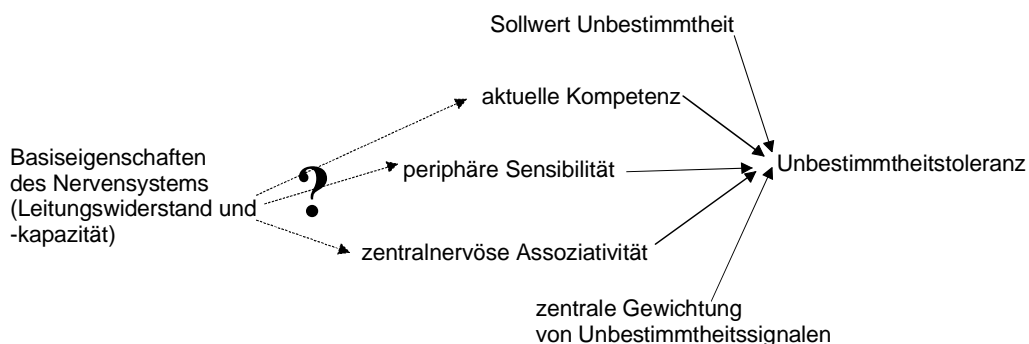 Sollwert Unbestimmtheit
aktuelle Kompetenz
Basiseigenschaften
des Nervensystems
(Leitungswiderstand und
-kapazität)
?
periphäre Sensibilität
Unbestimmtheitstoleranz
zentralnervöse Assoziativität
zentrale Gewichtung
von Unbestimmtheitssignalen